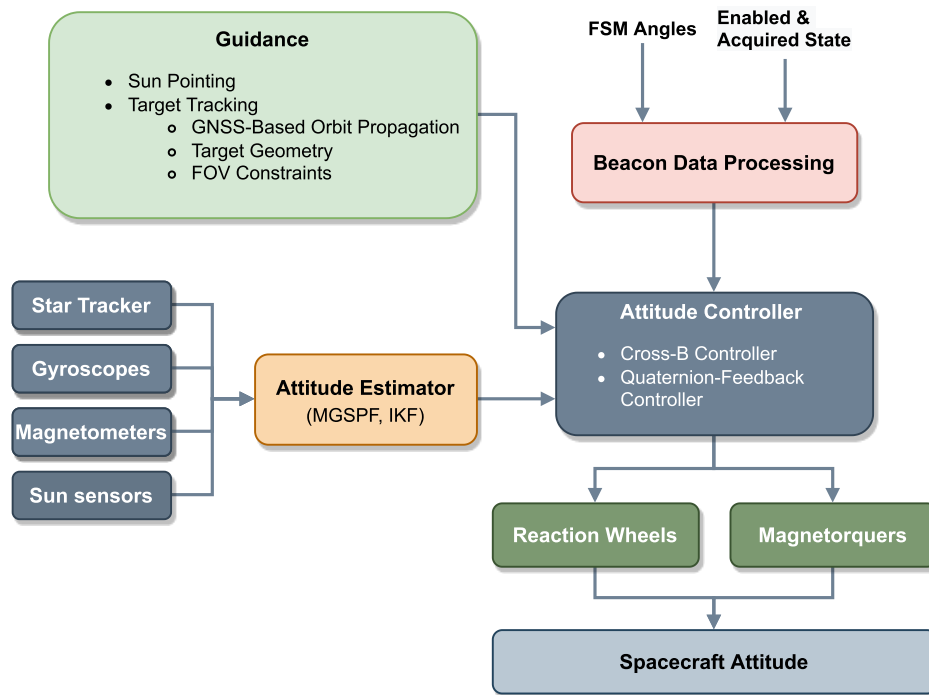 Guidance
• Sun Pointing
• Target Tracking
o GNSS-Based Orbit Propagation
o Target Geometry
o FOV Constraints
FSM Angles
Enabled &
Acquired State
Beacon Data Processing
Star Tracker
Gyroscopes
Magnetometers
Sun sensors
Attitude Estimator
(MGSPF, IKF)
Attitude Controller
• Cross-B Controller
• Quaternion-Feedback
Controller
Reaction Wheels
Magnetorquers
Spacecraft Attitude